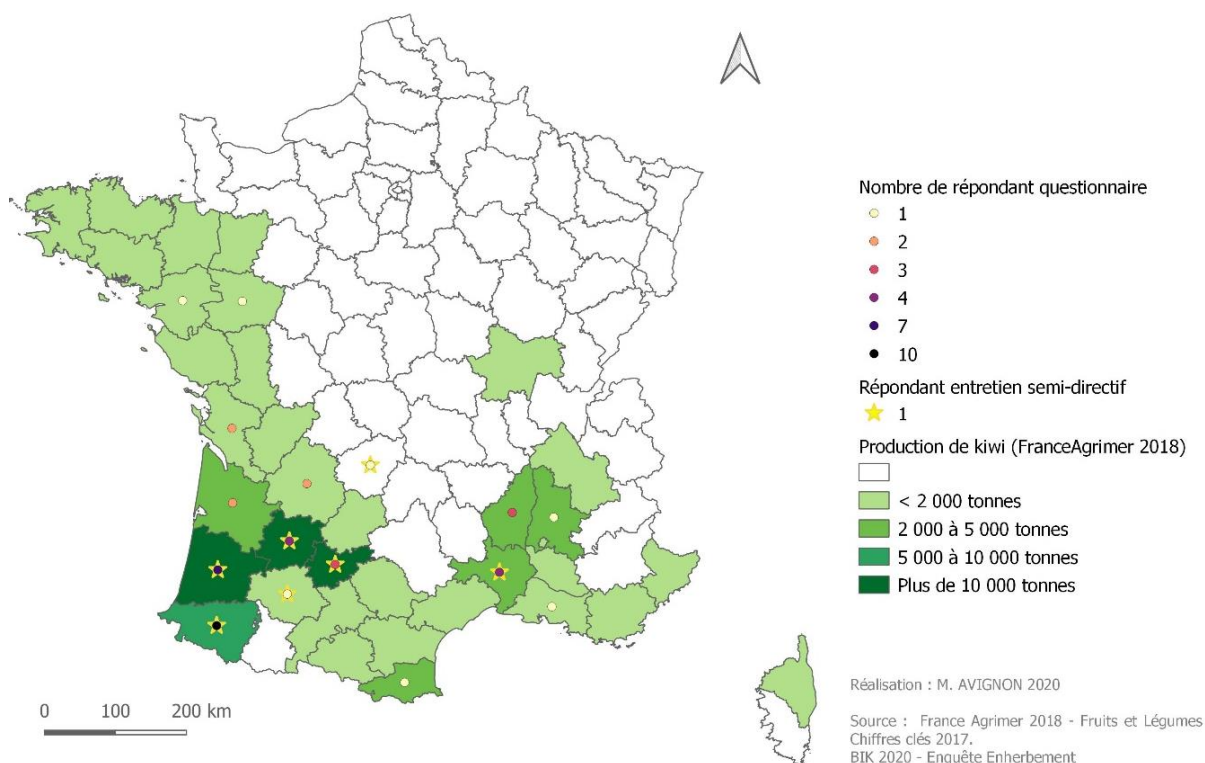 Nombre de répondant questionnaire
1
2
3
4
7
10
Répondant entretien semi-directif
1
Production de kiwi (FranceAgrimer 2018)
< 2 000 tonnes
2 000 à 5 000 tonnes
5 000 à 10 000 tonnes
Plus de 10 000 tonnes
0 100 200 km
Réalisation : M. AVIGNON 2020
Source : France Agrimer 2018 - Fruits et Légumes
Chiffres clés 2017.
BIK 2020 - Enquête Enherbement